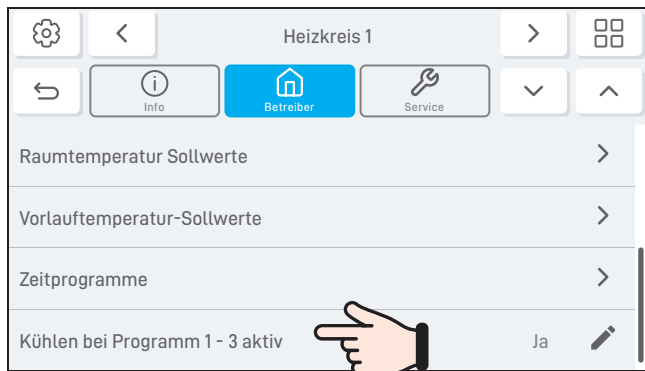 Heizkreis 1
Info
Betreiber
Service
Raumtemperatur Sollwerte
Vorlauftemperatur-Sollwerte
Zeitprogramme
Kühlen bei Programm 1 - 3 aktiv Ja